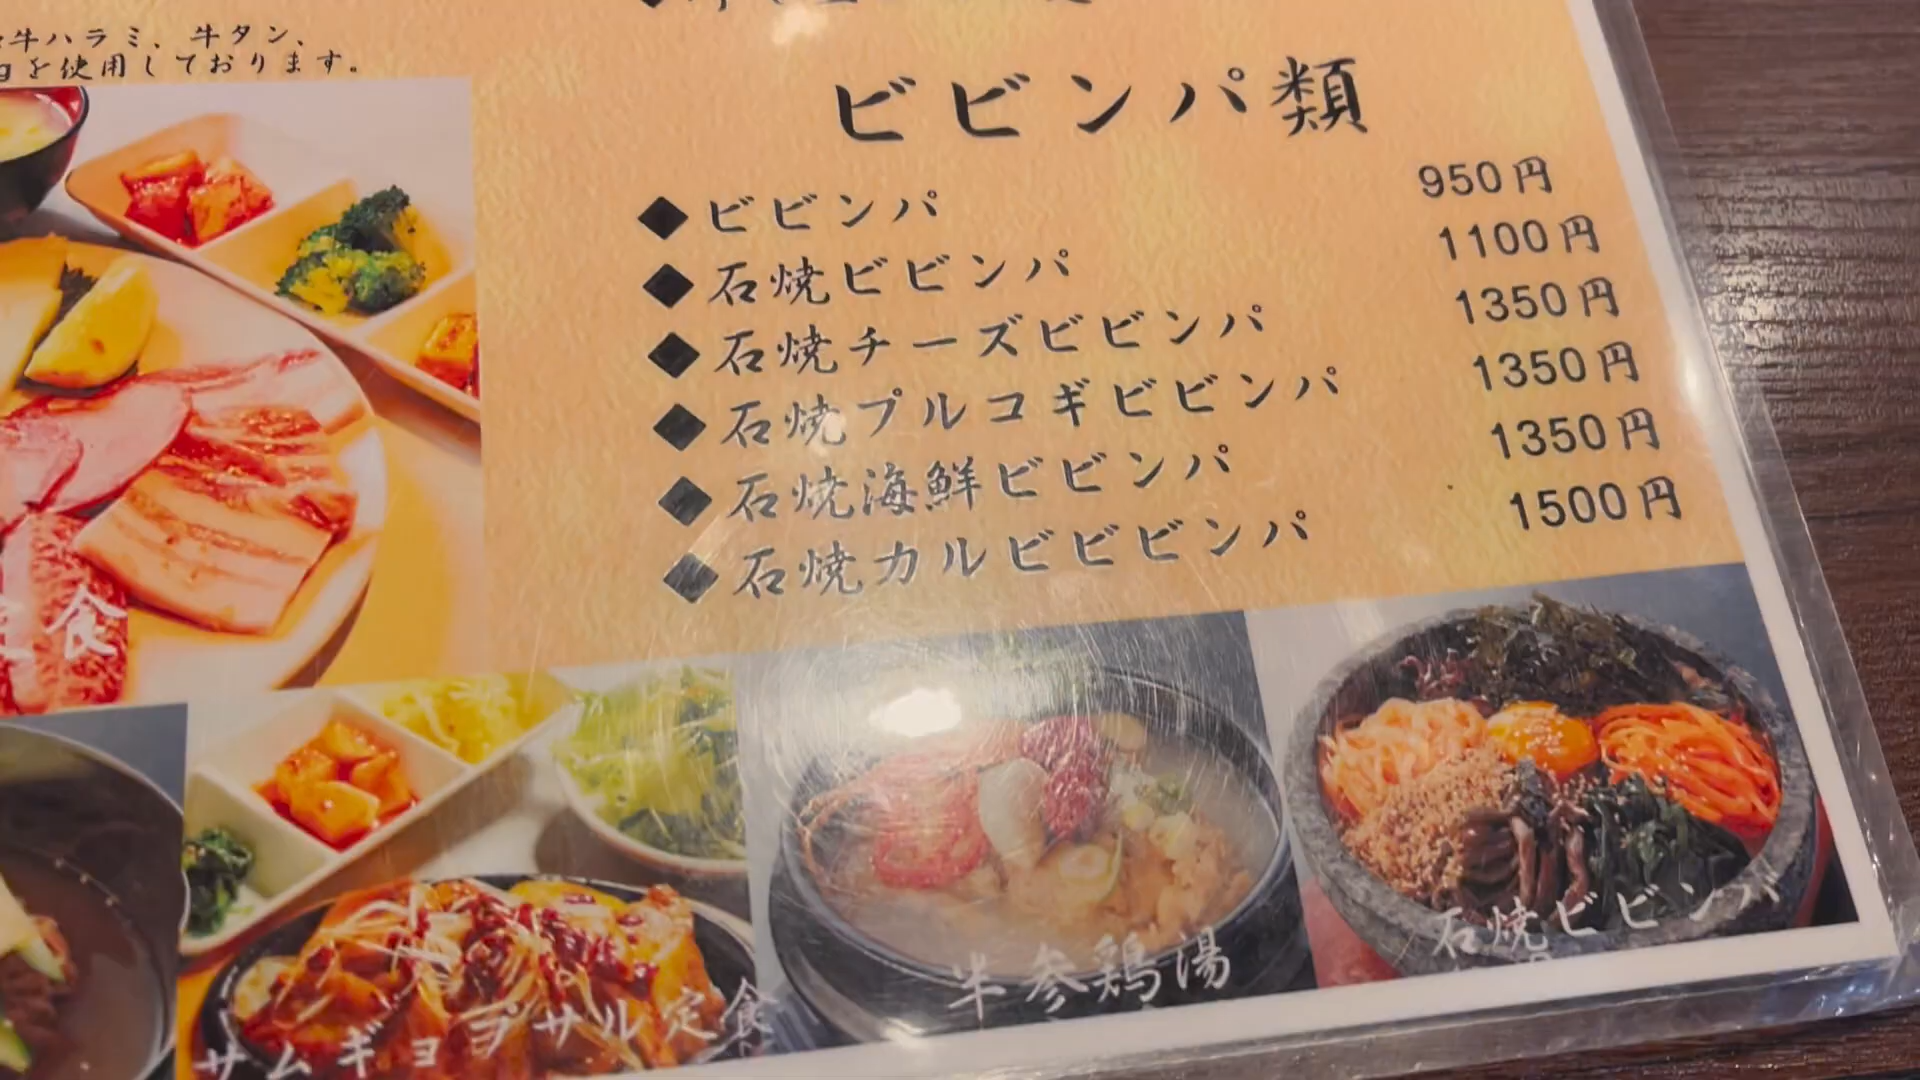 牛ハラミ、牛タン、
gを使用しております。
ビビンパ類
◆ビビンパ 950円
◆石焼ビビンパ 1100円
◆石焼チーズビビンパ 1350円
◆石焼プルコギビビンパ 1350円
◆石焼海鮮ビビンパ 1350円
◆石焼カルビビビンパ 1500円
定食
サムギョプサル定食
半参鶏湯
石焼ビビンパ